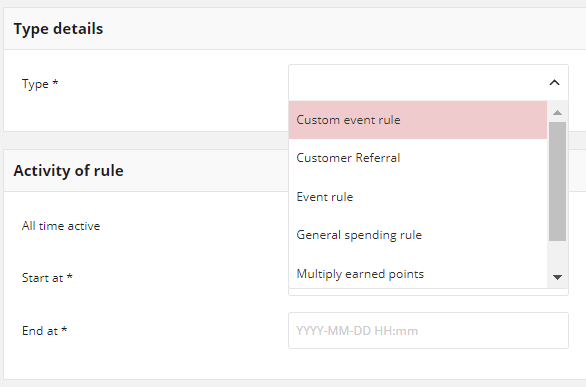 Type details
Type *
Custom event rule
Customer Referral
Event rule
General spending rule
Multiply earned points
Activity of rule
All time active
Start at *
End at *
YYYY-MM-DD HH:mm